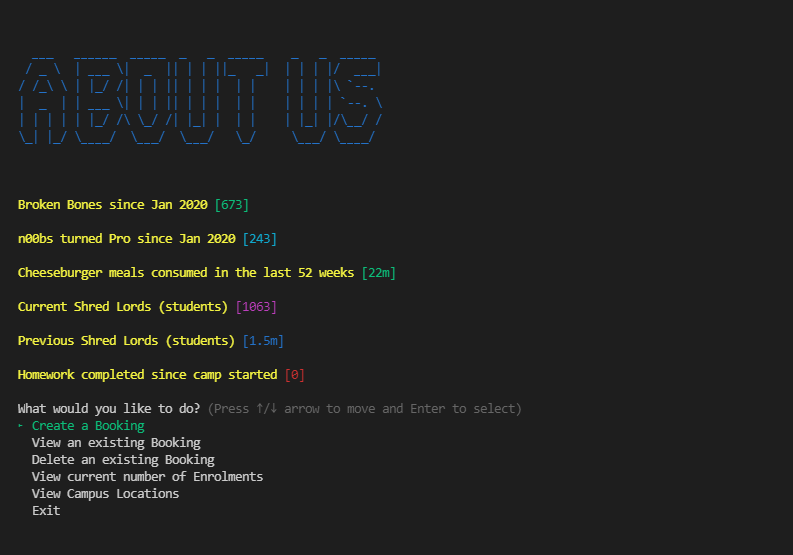 ABOUT US
Broken Bones since Jan 2020 [673]
n00bs turned Pro since Jan 2020 [243]
Cheeseburger meals consumed in the last 52 weeks [22m]
Current Shred Lords (students) [1063]
Previous Shred Lords (students) [1.5m]
Homework completed since camp started [0]
What would you like to do? (Press ↑/↓ arrow to move and Enter to select)
‣ Create a Booking
View an existing Booking
Delete an existing Booking
View current number of Enrolments
View Campus Locations
Exit